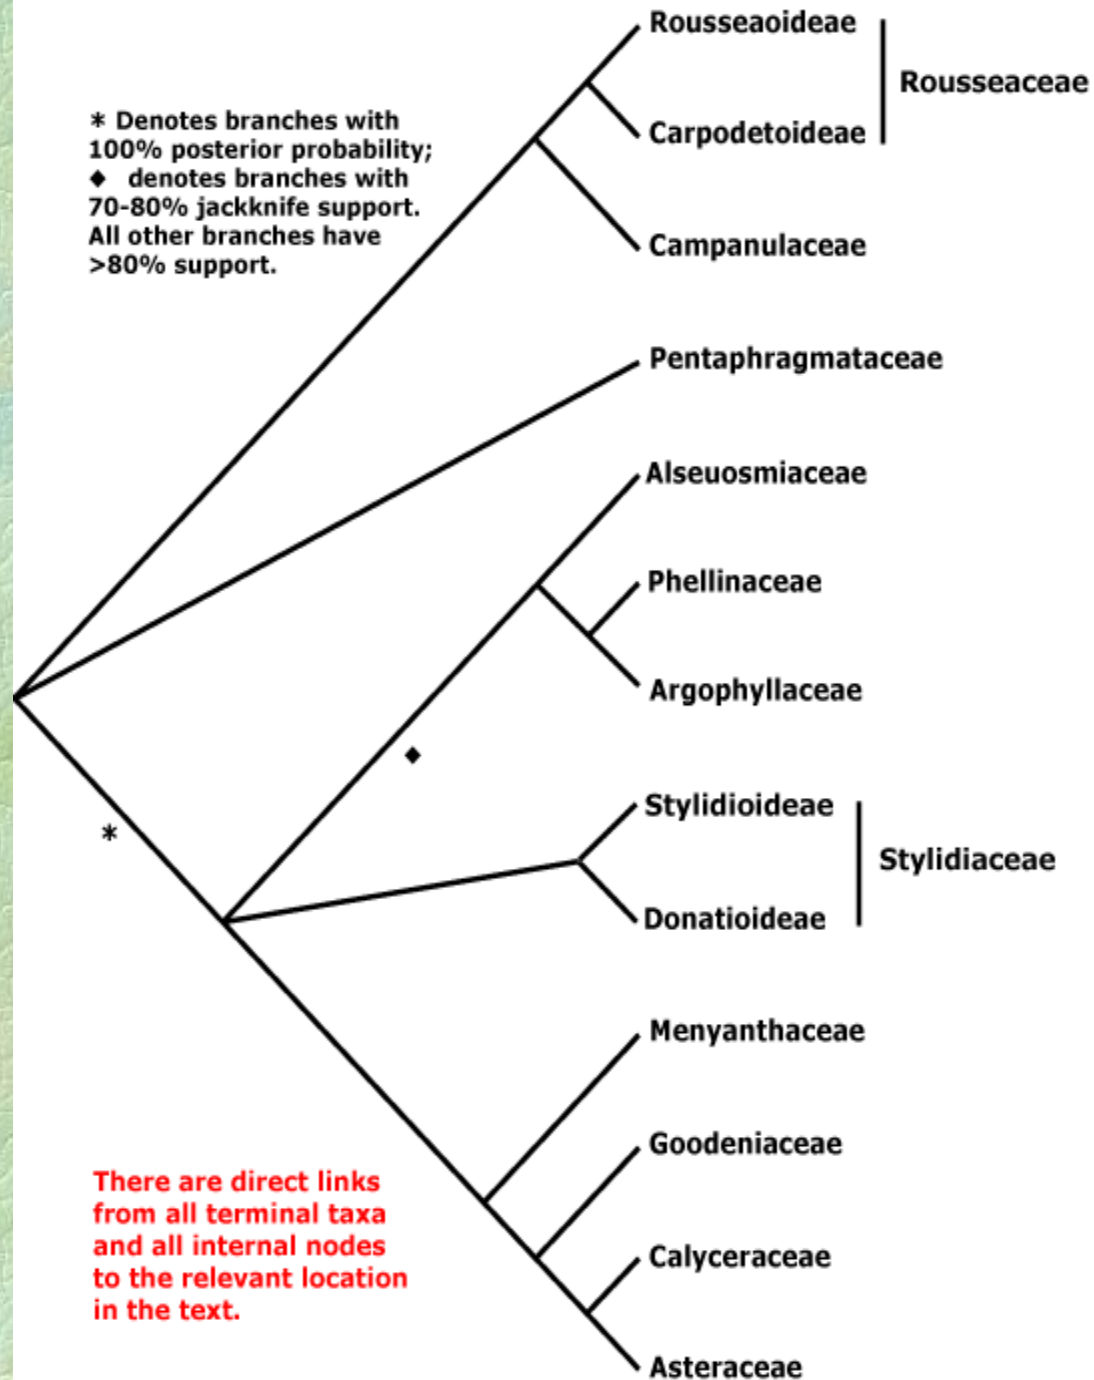 Rousseaoideae
Rousseaceae
* Denotes branches with
100% posterior probability;
◆ denotes branches with
70-80% jackknife support.
All other branches have
>80% support.
Carpodetoideae
Campanulaceae
Pentaphragmataceae
Alseuosmiaceae
Phellinaceae
Argophyllaceae
◆
*
Stylidioideae
Stylidiaceae
Donatioideae
Menyanthaceae
Goodeniaceae
There are direct links
from all terminal taxa
and all internal nodes
to the relevant location
in the text.
Calyceraceae
Asteraceae